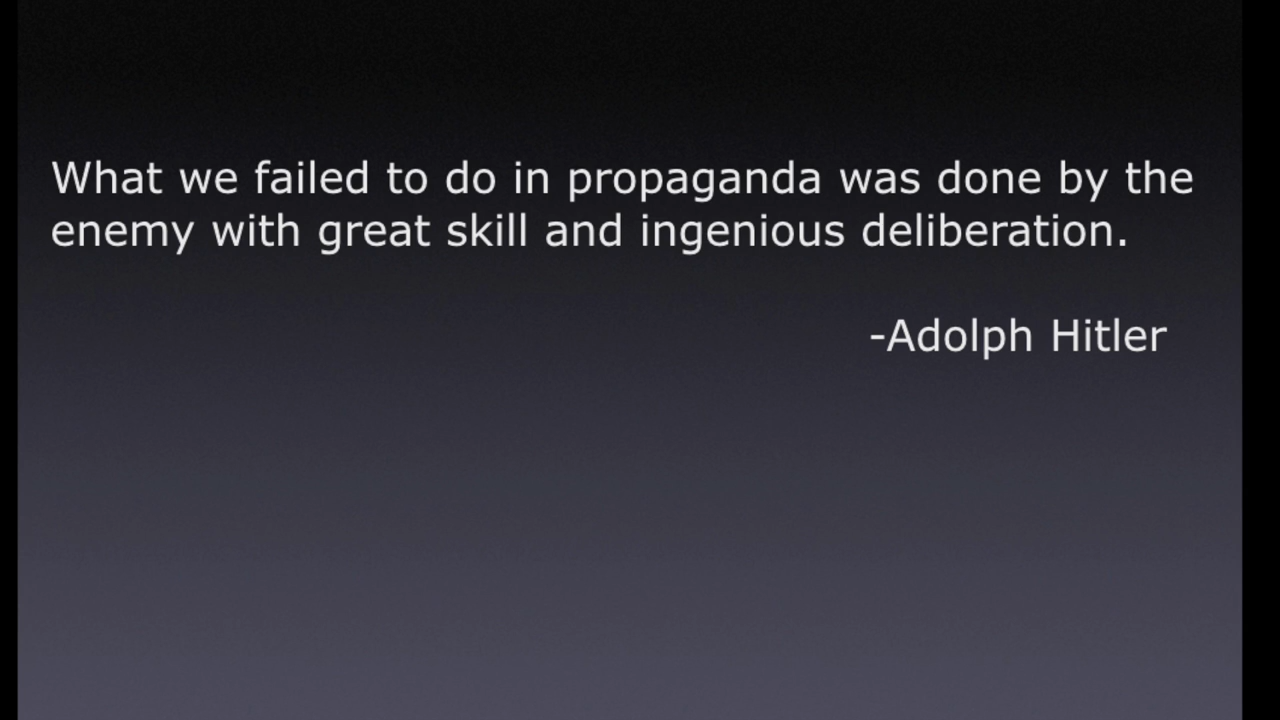 What we failed to do in propaganda was done by the
enemy with great skill and ingenious deliberation.
-Adolph Hitler